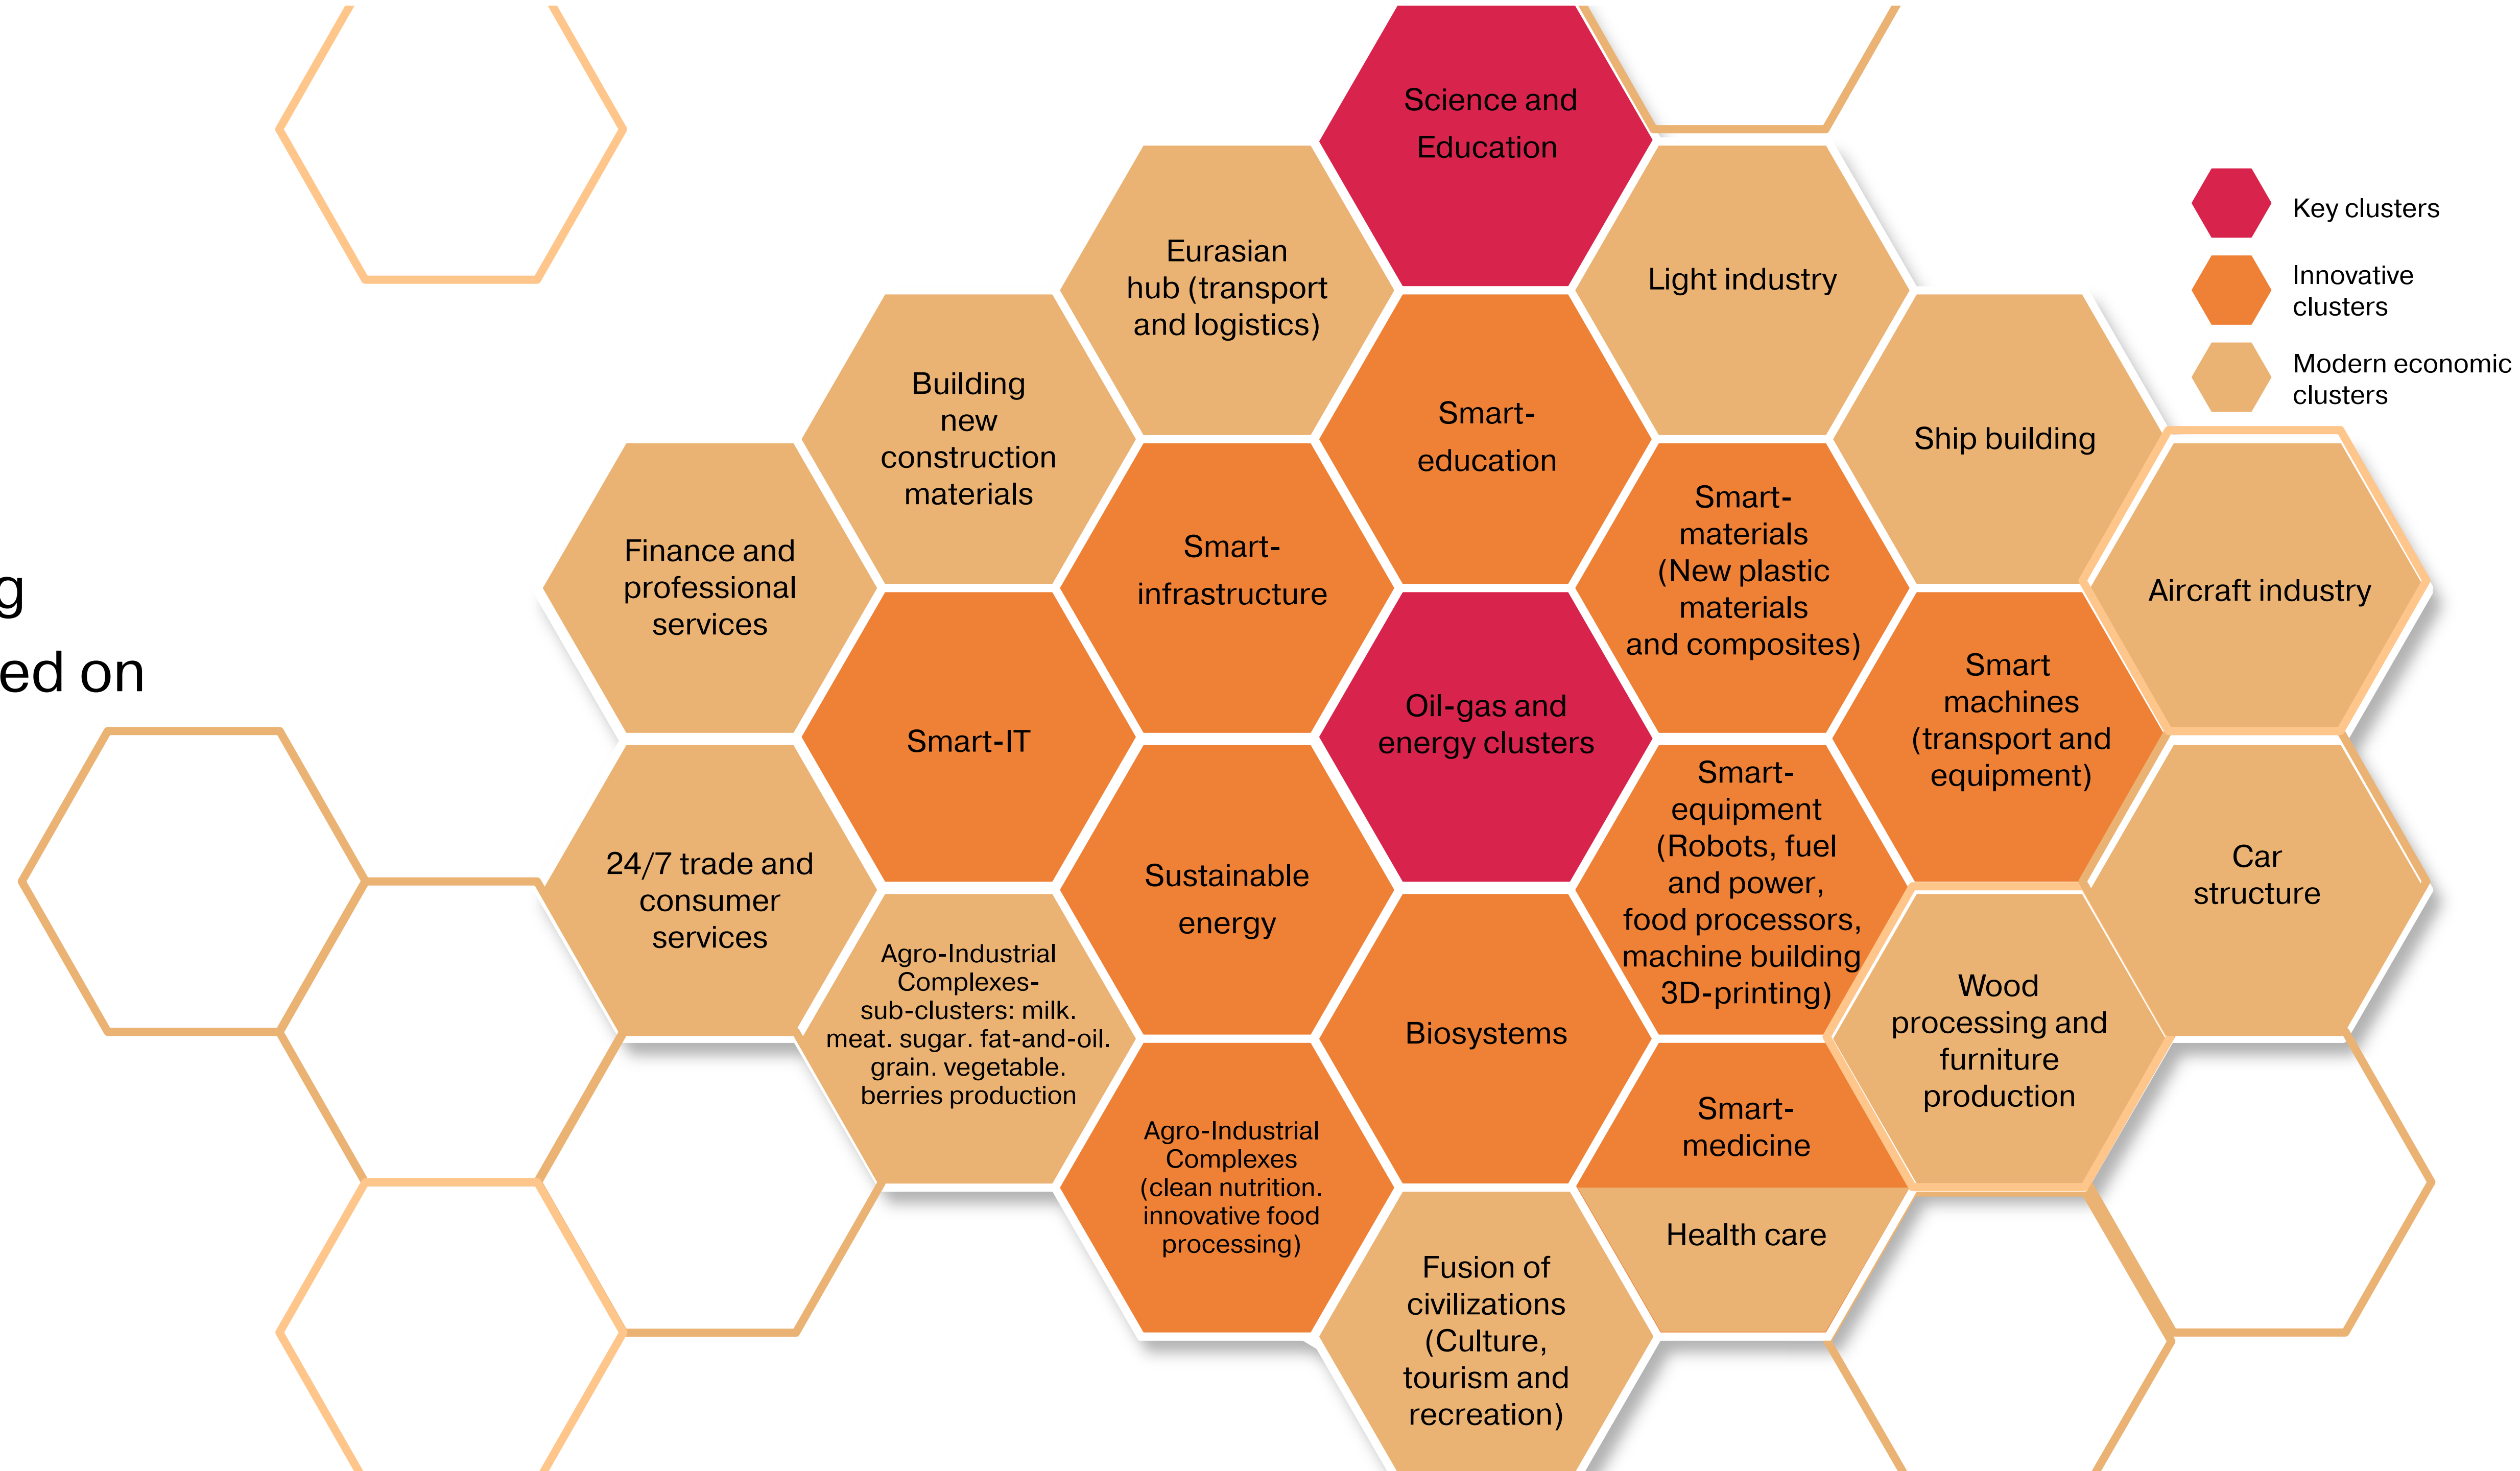 g
ed on
Science and
Education
Eurasian
hub (transport
and logistics)
Light industry
Key clusters
Innovative
clusters
Modern economic
clusters
Building
new
construction
materials
Smart-
education
Ship building
Finance and
professional
services
Smart-
infrastructure
Smart-
materials
(New plastic
materials
and composites)
Aircraft industry
Smart-IT
Oil-gas and
energy clusters
Smart
machines
(transport and
equipment)
24/7 trade and
consumer
services
Sustainable
energy
Smart-
equipment
(Robots, fuel
and power,
food processors,
machine building
3D-printing)
Car
structure
Agro-Industrial
Complexes-
sub-clusters: milk.
meat. sugar. fat-and-oil.
grain. vegetable.
berries production
Biosystems
Wood
processing and
furniture
production
Agro-Industrial
Complexes
(clean nutrition.
innovative food
processing)
Smart-
medicine
Health care
Fusion of
civilizations
(Culture,
tourism and
recreation)